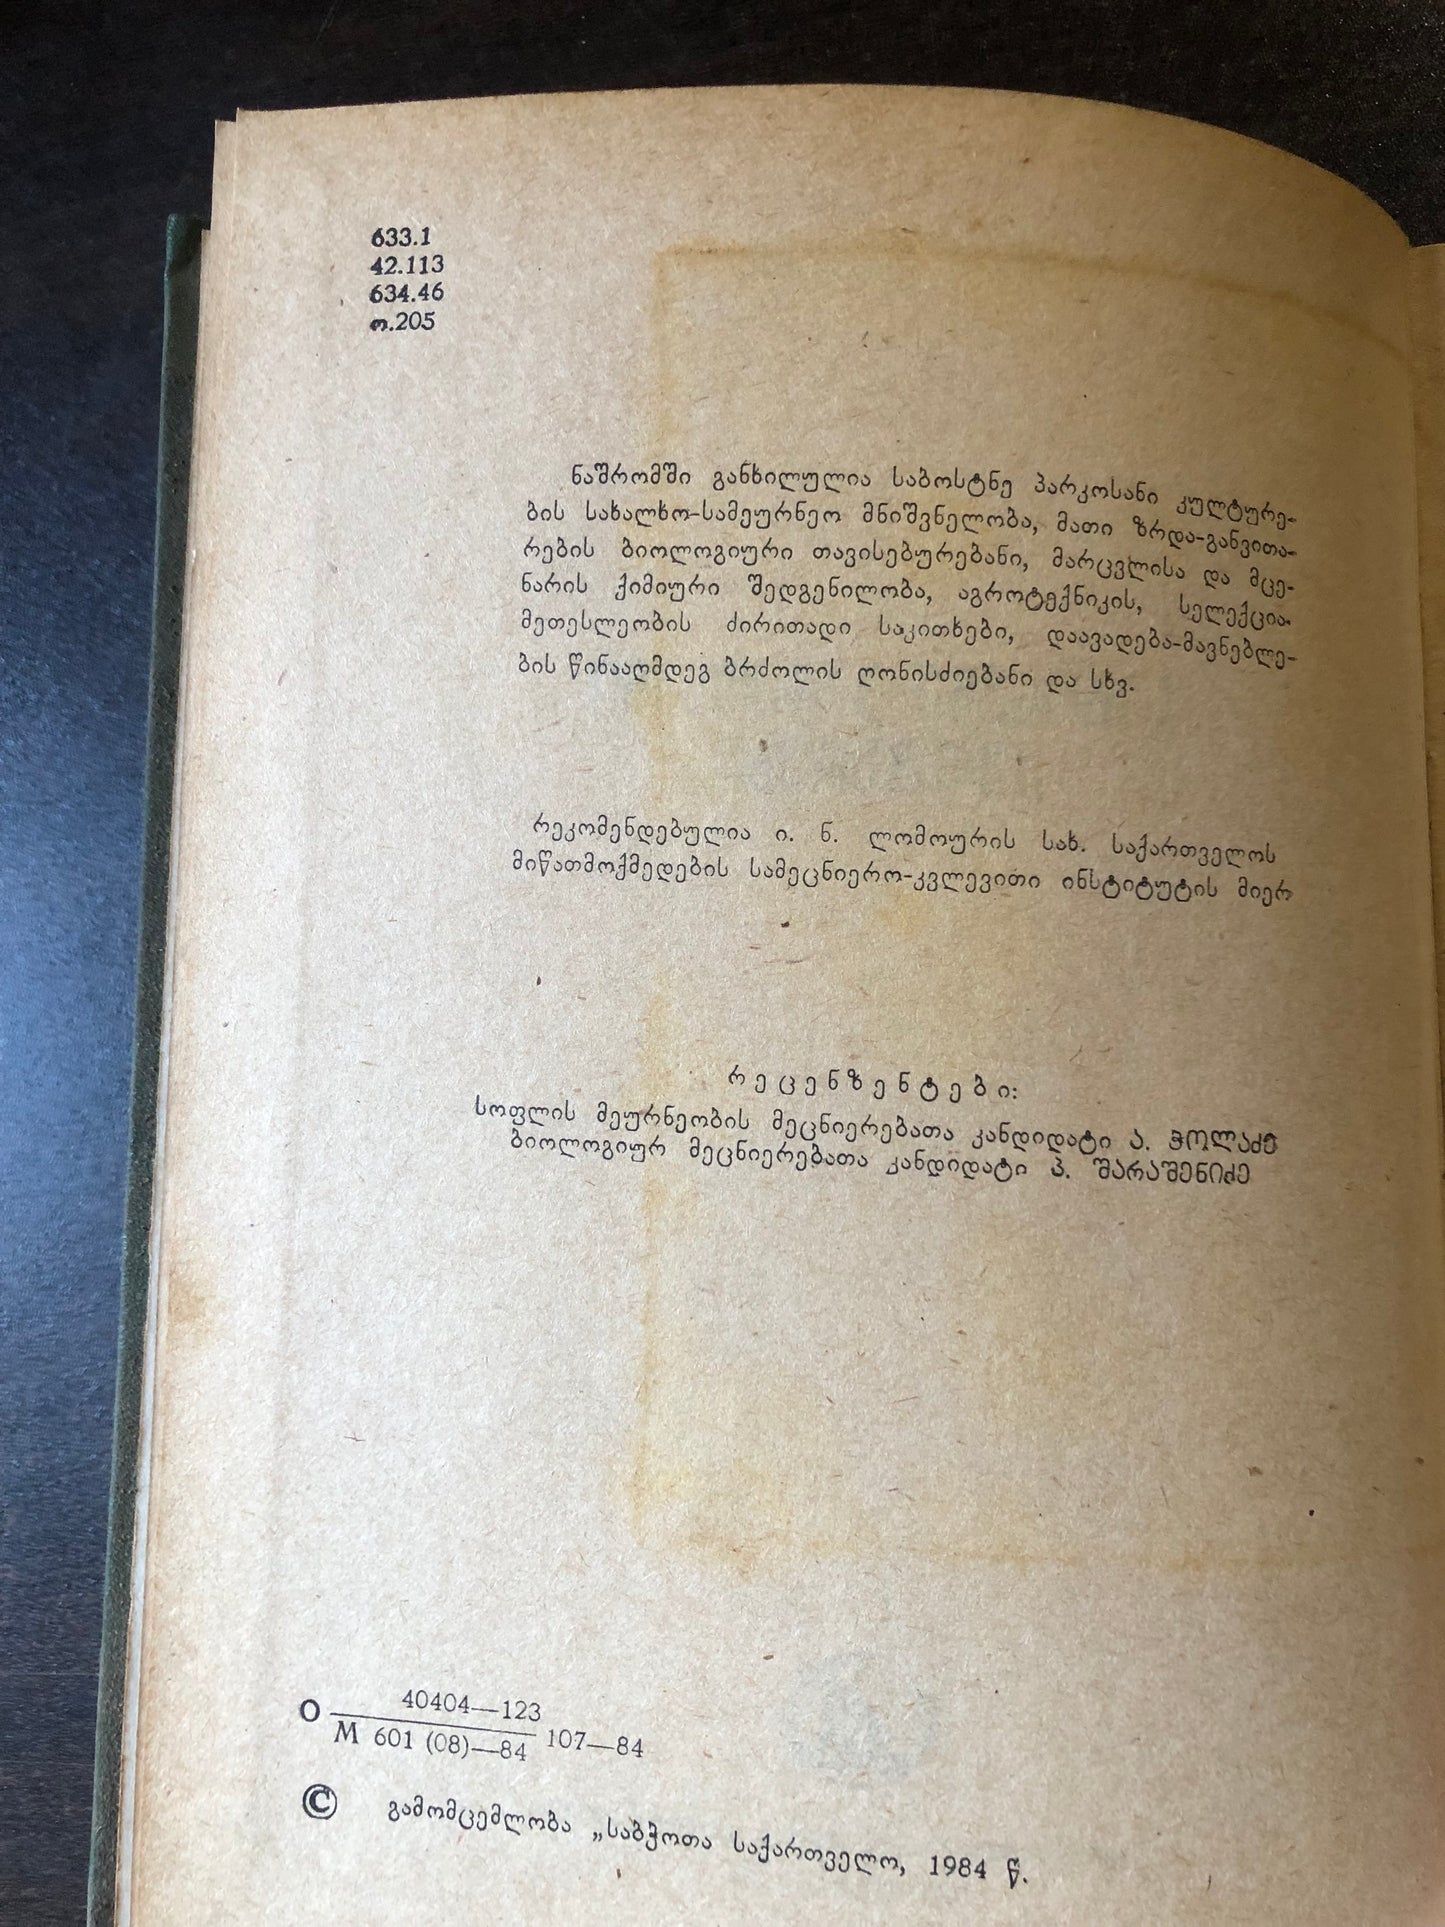 633.1
42.113
634.46
ო.205
ნაშრომში განხილულია საბოსტნე პარკოსანი კულტურე-
ბის სახალხო-სამეურნეო მნიშვნელობა, მათი ზრდა-განვითა-
რების ბიოლოგიური თავისებურებანი, მარცვლისა და მცე-
ნარის ქიმიური შედგენილობა, აგროტექნიკის, სელექცია-
მეთესლეობის ძირითადი საკითხები, დაავადება-მავნებლე-
ბის წინააღმდეგ ბრძოლის ღონისძიებანი და სხვ.
რეკომენდებულია ი. ნ. ლომოურის სახ. საქართველოს
მიწათმოქმედების სამეცნიერო-კვლევითი ინსტიტუტის მიერ
რეცენზენტები:
სოფლის მეურნეობის მეცნიერებათა კანდიდატი ა. ჭოლაძე
ბიოლოგიურ მეცნიერებათა კანდიდატი პ. შარაშენიძე
40404—123
О М 601 (08)—84 107—84
© გამომცემლობა „საბჭოთა საქართველო, 1984 წ.